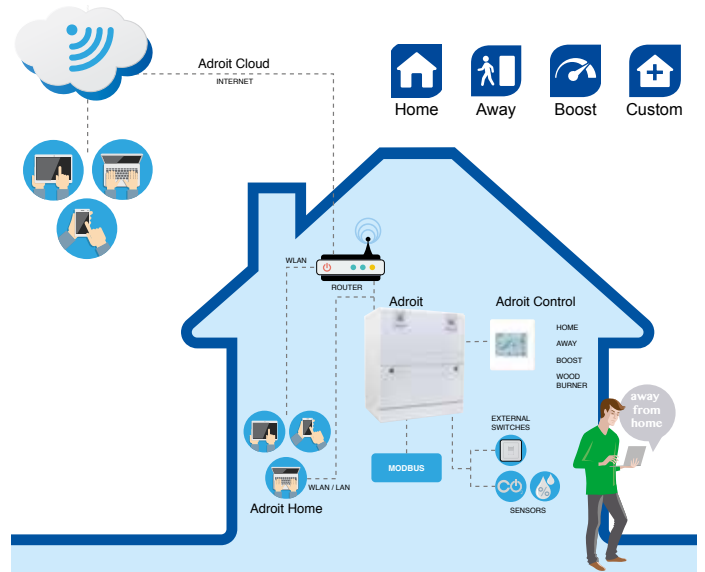 Adroit Cloud
INTERNET
Home
Away
Boost
Custom
WLAN
ROUTER
Adroit
Adroit Control
HOME
AWAY
BOOST
WOOD
BURNER
away
from
home
EXTERNAL
SWITCHES
MODBUS
CO
%
SENSORS
WLAN / LAN
Adroit Home